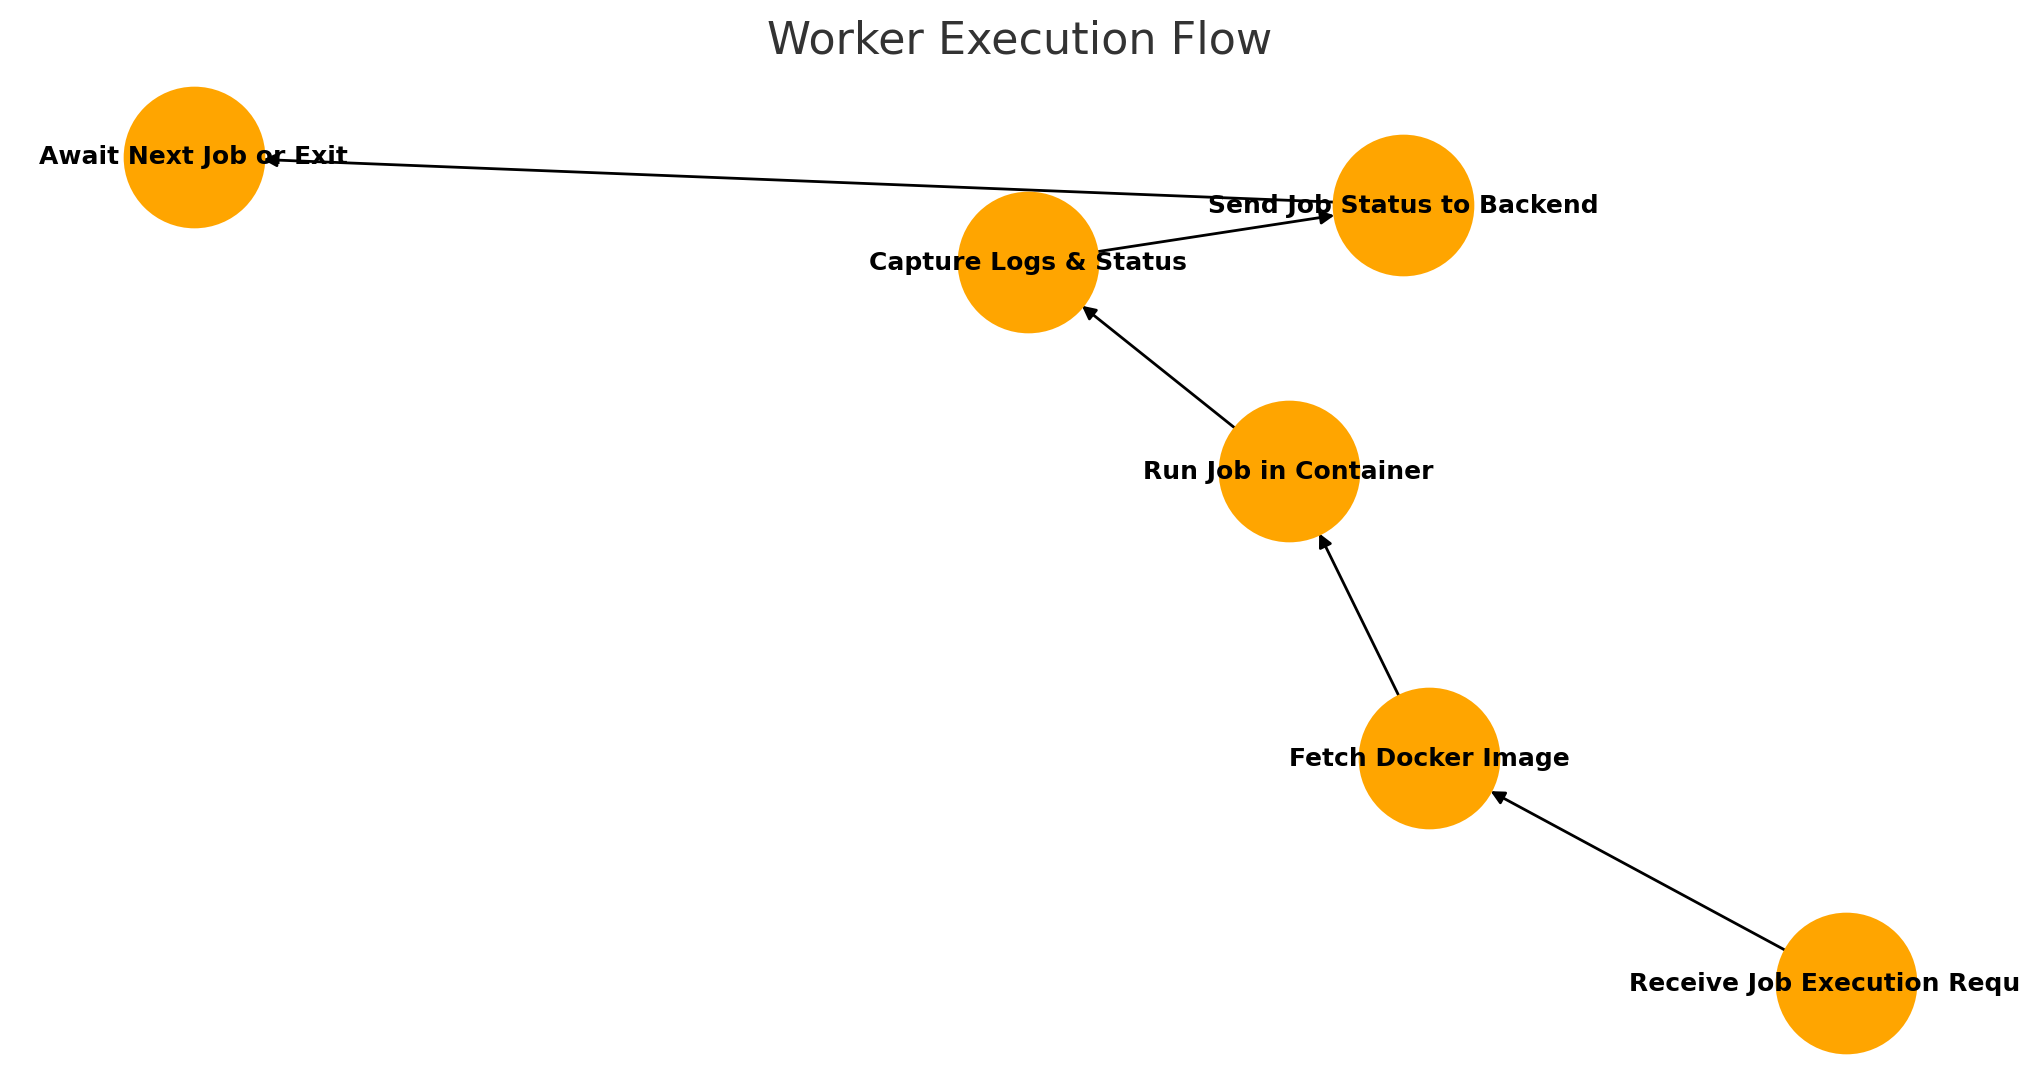 Worker Execution Flow
Await Next Job or Exit
Send Job Status to Backend
Capture Logs & Status
Run Job in Container
Fetch Docker Image
Receive Job Execution Requ